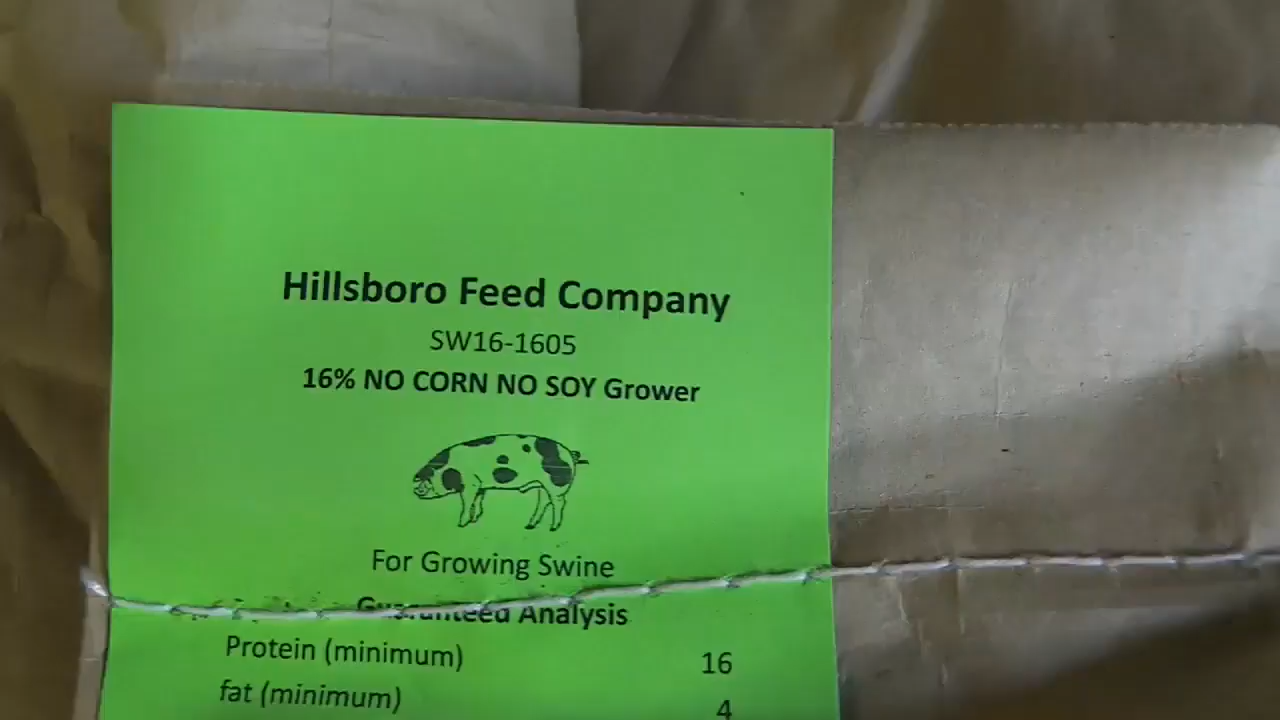 Hillsboro Feed Company
SW16-1605
16% NO CORN NO SOY Grower
For Growing Swine
Guaranteed Analysis
Protein (minimum) 16
fat (minimum) 4